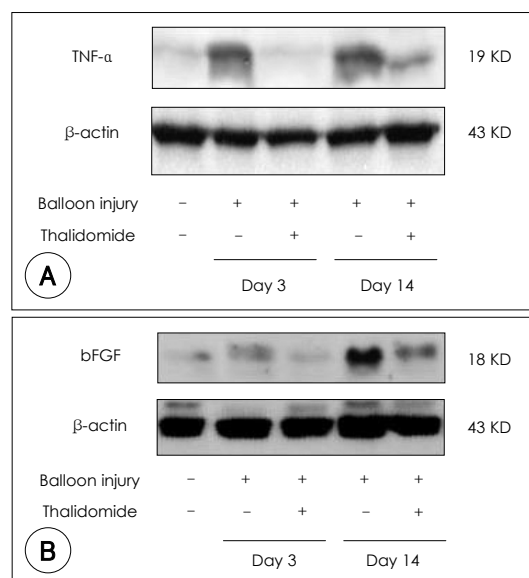 TNF-α 19 KD
β-actin 43 KD
Balloon injury − + + + +
Thalidomide − − + − +
Day 3 Day 14
A
bFGF 18 KD
β-actin 43 KD
Balloon injury − + + + +
Thalidomide − − + − +
Day 3 Day 14
B